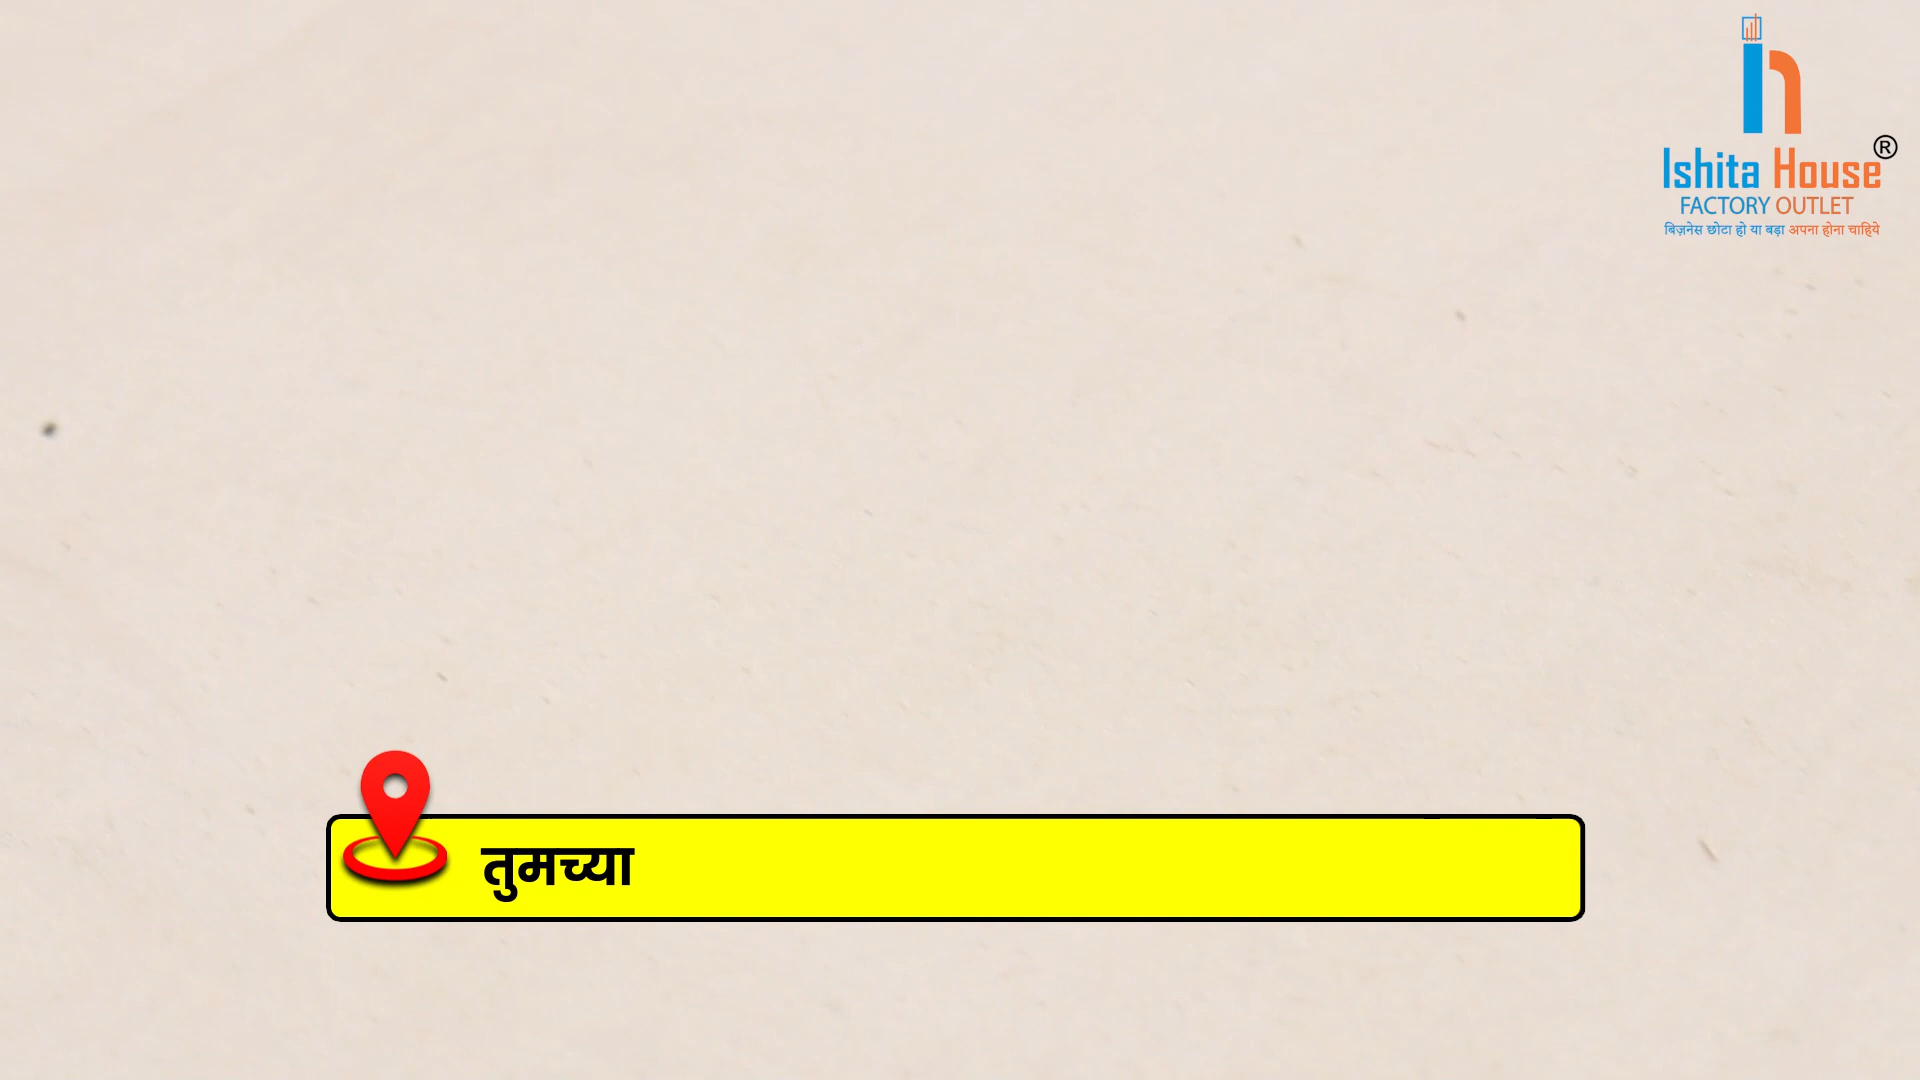 Ishita House®
FACTORY OUTLET
बिज़नेस छोटा हो या बड़ा अपना होना चाहिये
तुमच्या